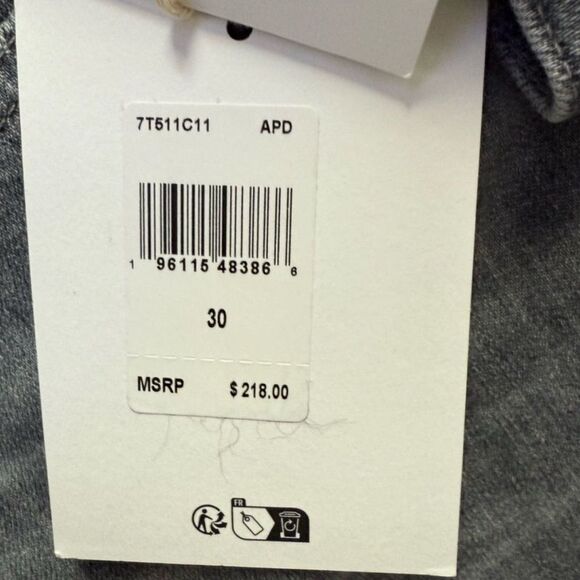 7T511C11 APD
1 96115 48386 6
30
MSRP $ 218.00
FR